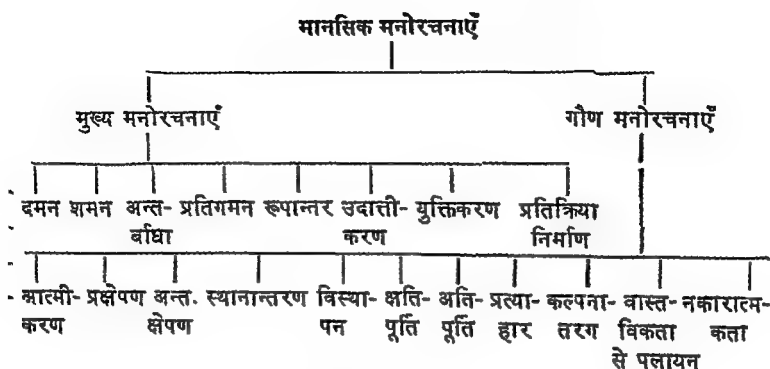 मानसिक मनोरचनाएँ
मुख्य मनोरचनाएँ गौण मनोरचनाएँ
दमन शमन अन्त- प्रतिगमन रूपान्तर उदात्ती- युक्तिकरण प्रतिक्रिया
र्बाधा करण निर्माण
आत्मी- प्रक्षेपण अन्त. स्थानान्तरण विस्था- क्षति- अति- प्रत्या- कल्पना- वास्त- नकारात्म-
करण क्षेपण पन पूर्ति पूर्ति हार तरग विकता कता
से पलायन